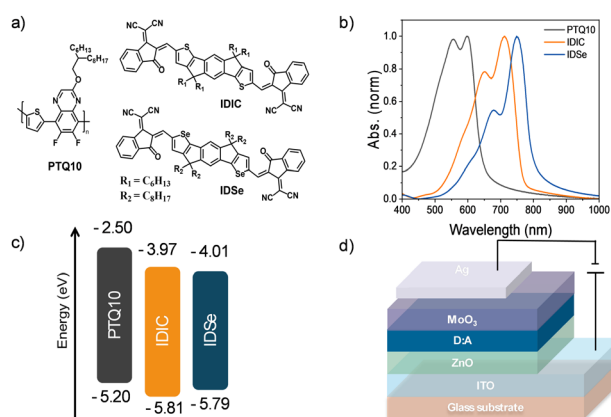 a)
C₆H₁₃
C₈H₁₇
O
N
N
S
n
F
F
PTQ10
NC
CN
O
R₁
R₁
S
S
R₁
R₁
O
NC
CN
IDIC
NC
CN
O
Se
R₂
R₂
Se
R₂
R₂
O
NC
CN
IDSe
R₁ = C₆H₁₃
R₂ = C₈H₁₇
b)
PTQ10
IDIC
IDSe
Abs. (norm)
1.0
0.8
0.6
0.4
0.2
0.0
400 500 600 700 800 900 1000
Wavelength (nm)
c)
Energy (eV)
-2.50
-3.97
-4.01
PTQ10
IDIC
IDSe
-5.20
-5.81
-5.79
d)
Ag
MoO₃
D:A
ZnO
ITO
Glass substrate